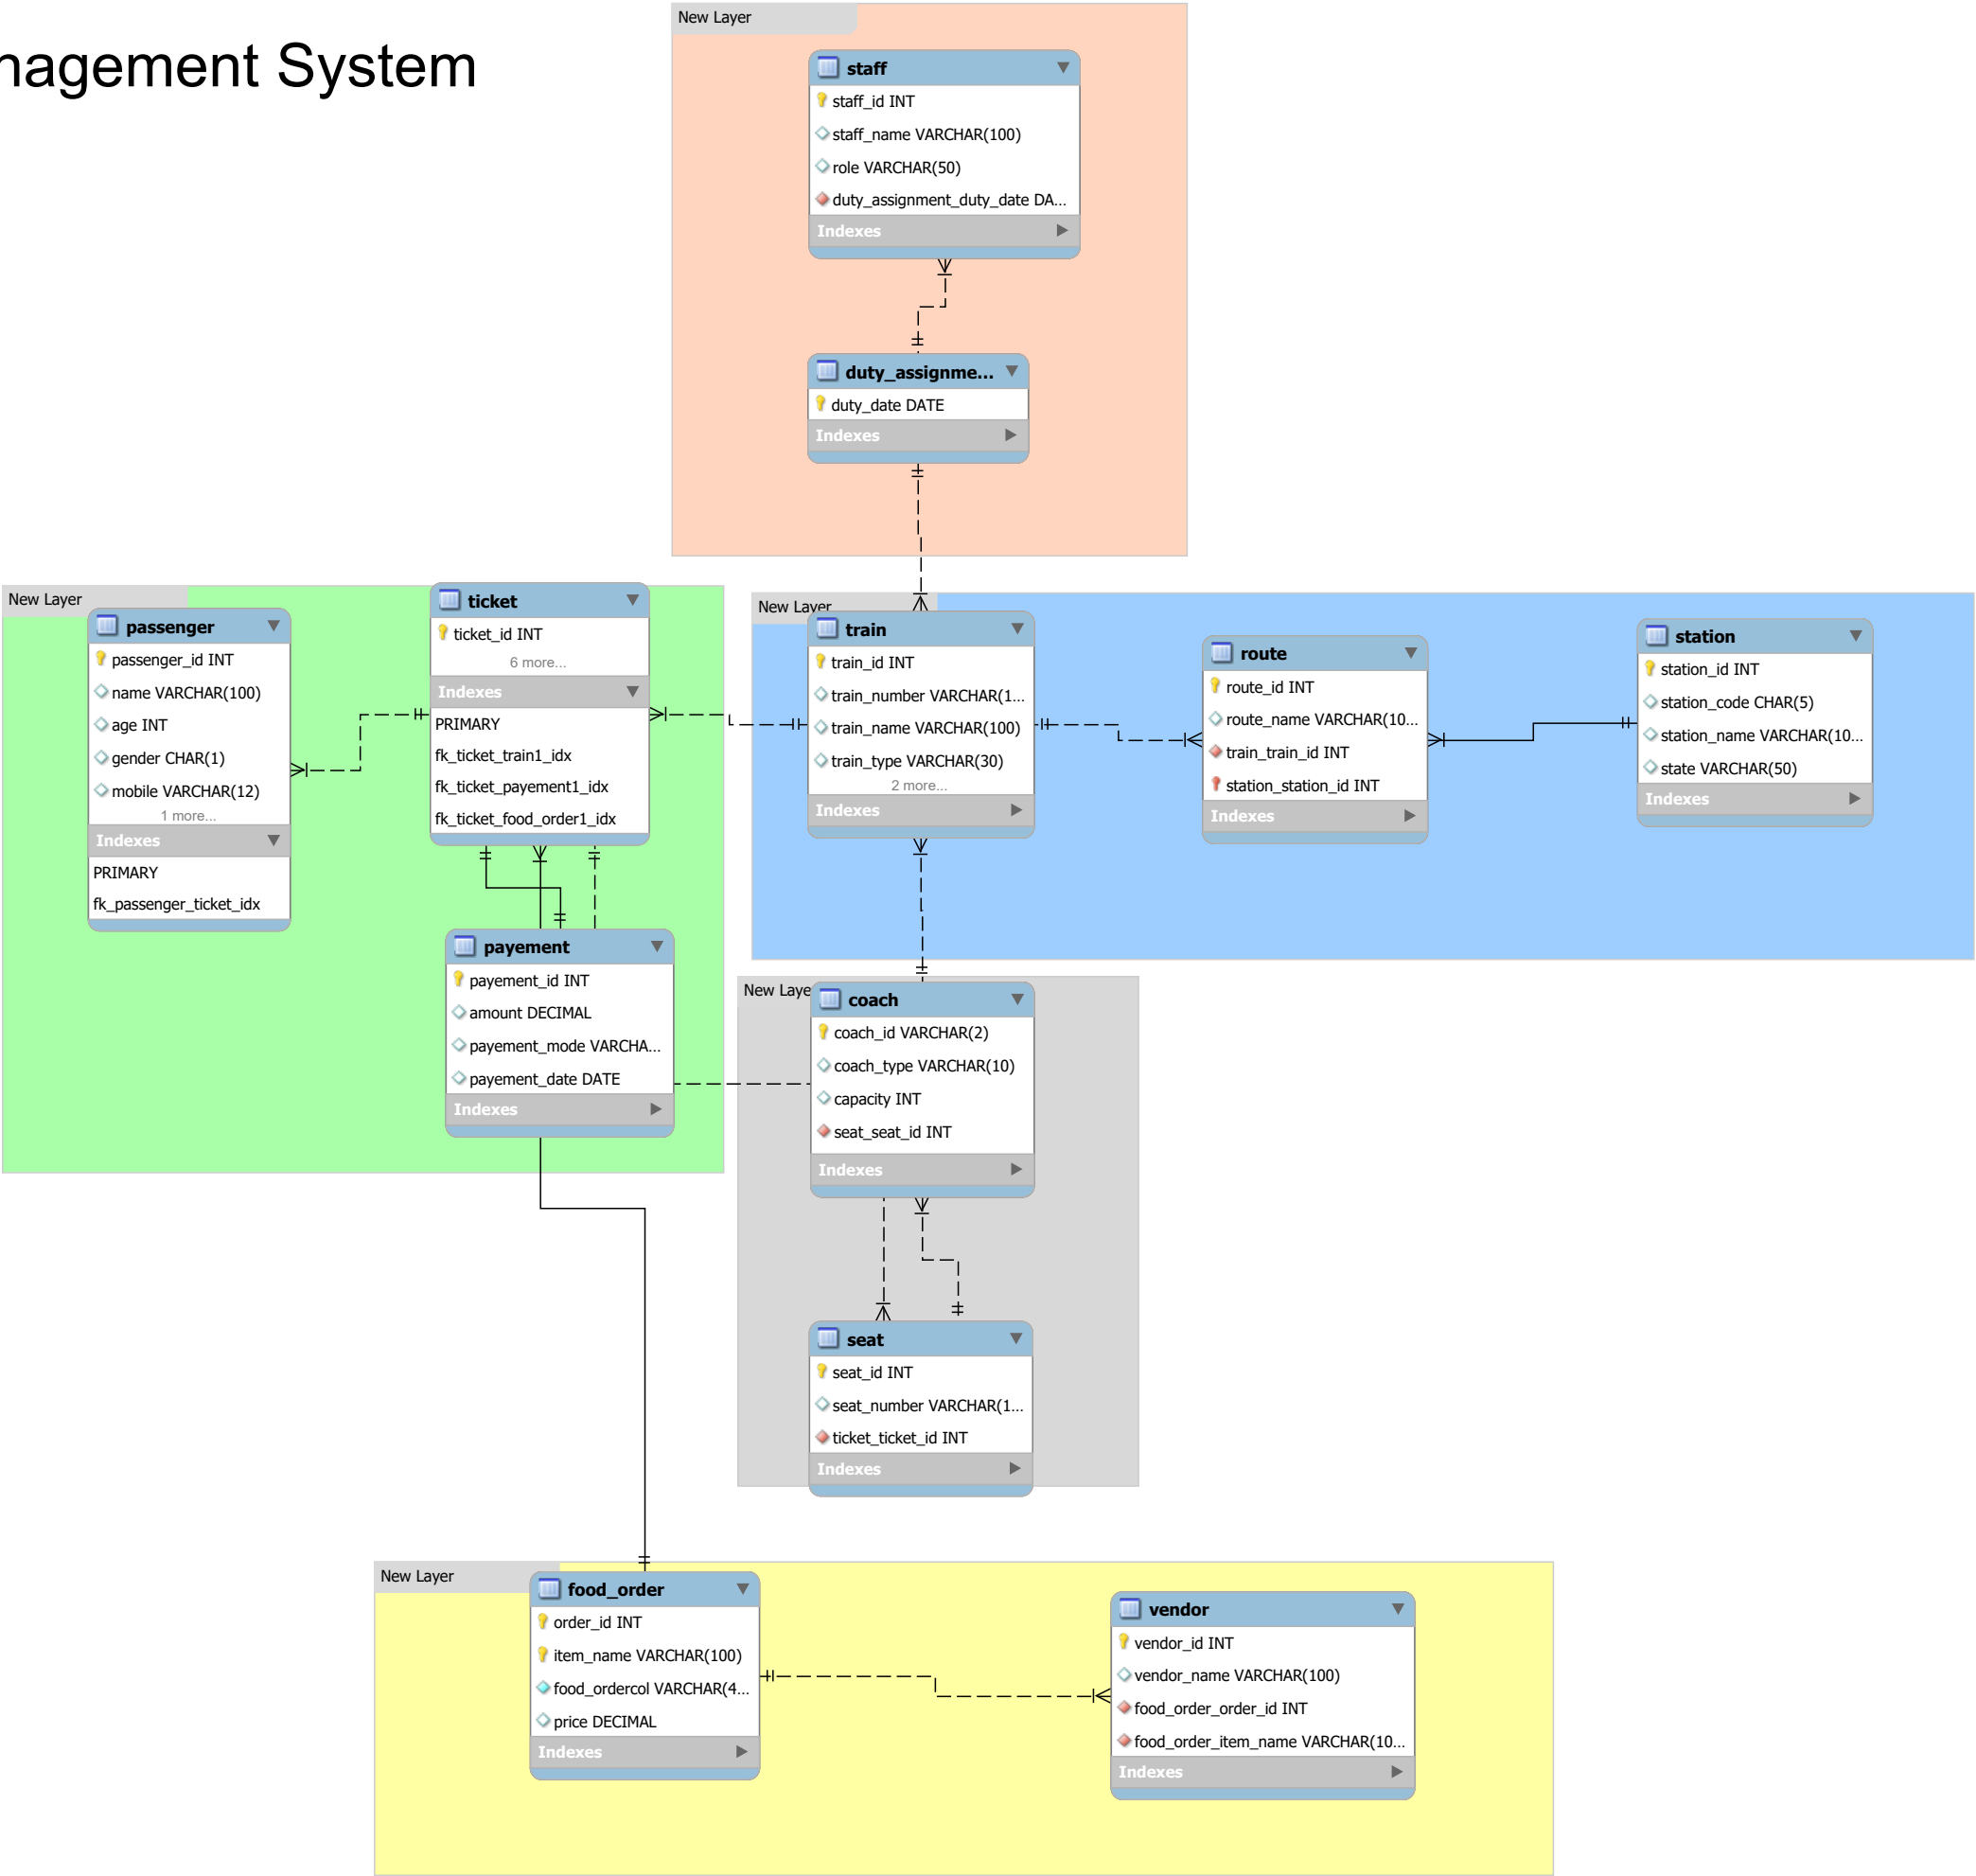 nagement System
New Layer
staff
staff_id INT
staff_name VARCHAR(100)
role VARCHAR(50)
duty_assignment_duty_date DA...
Indexes
duty_assignme...
duty_date DATE
Indexes
New Layer
passenger
passenger_id INT
name VARCHAR(100)
age INT
gender CHAR(1)
mobile VARCHAR(12)
1 more...
Indexes
PRIMARY
fk_passenger_ticket_idx
ticket
ticket_id INT
6 more...
Indexes
PRIMARY
fk_ticket_train1_idx
fk_ticket_payement1_idx
fk_ticket_food_order1_idx
payement
payement_id INT
amount DECIMAL
payement_mode VARCHA...
payement_date DATE
Indexes
New Layer
train
train_id INT
train_number VARCHAR(1...
train_name VARCHAR(100)
train_type VARCHAR(30)
2 more...
Indexes
route
route_id INT
route_name VARCHAR(10...
train_train_id INT
station_station_id INT
Indexes
station
station_id INT
station_code CHAR(5)
station_name VARCHAR(10...
state VARCHAR(50)
Indexes
New Laye
coach
coach_id VARCHAR(2)
coach_type VARCHAR(10)
capacity INT
seat_seat_id INT
Indexes
seat
seat_id INT
seat_number VARCHAR(1...
ticket_ticket_id INT
Indexes
New Layer
food_order
order_id INT
item_name VARCHAR(100)
food_ordercol VARCHAR(4...
price DECIMAL
Indexes
vendor
vendor_id INT
vendor_name VARCHAR(100)
food_order_order_id INT
food_order_item_name VARCHAR(10...
Indexes